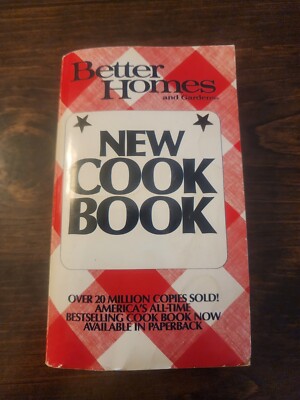 Better
Homes
and Gardens
NEW
COOK
BOOK
OVER 20 MILLION COPIES SOLD!
AMERICA'S ALL-TIME
BESTSELLING COOK BOOK NOW
AVAILABLE IN PAPERBACK